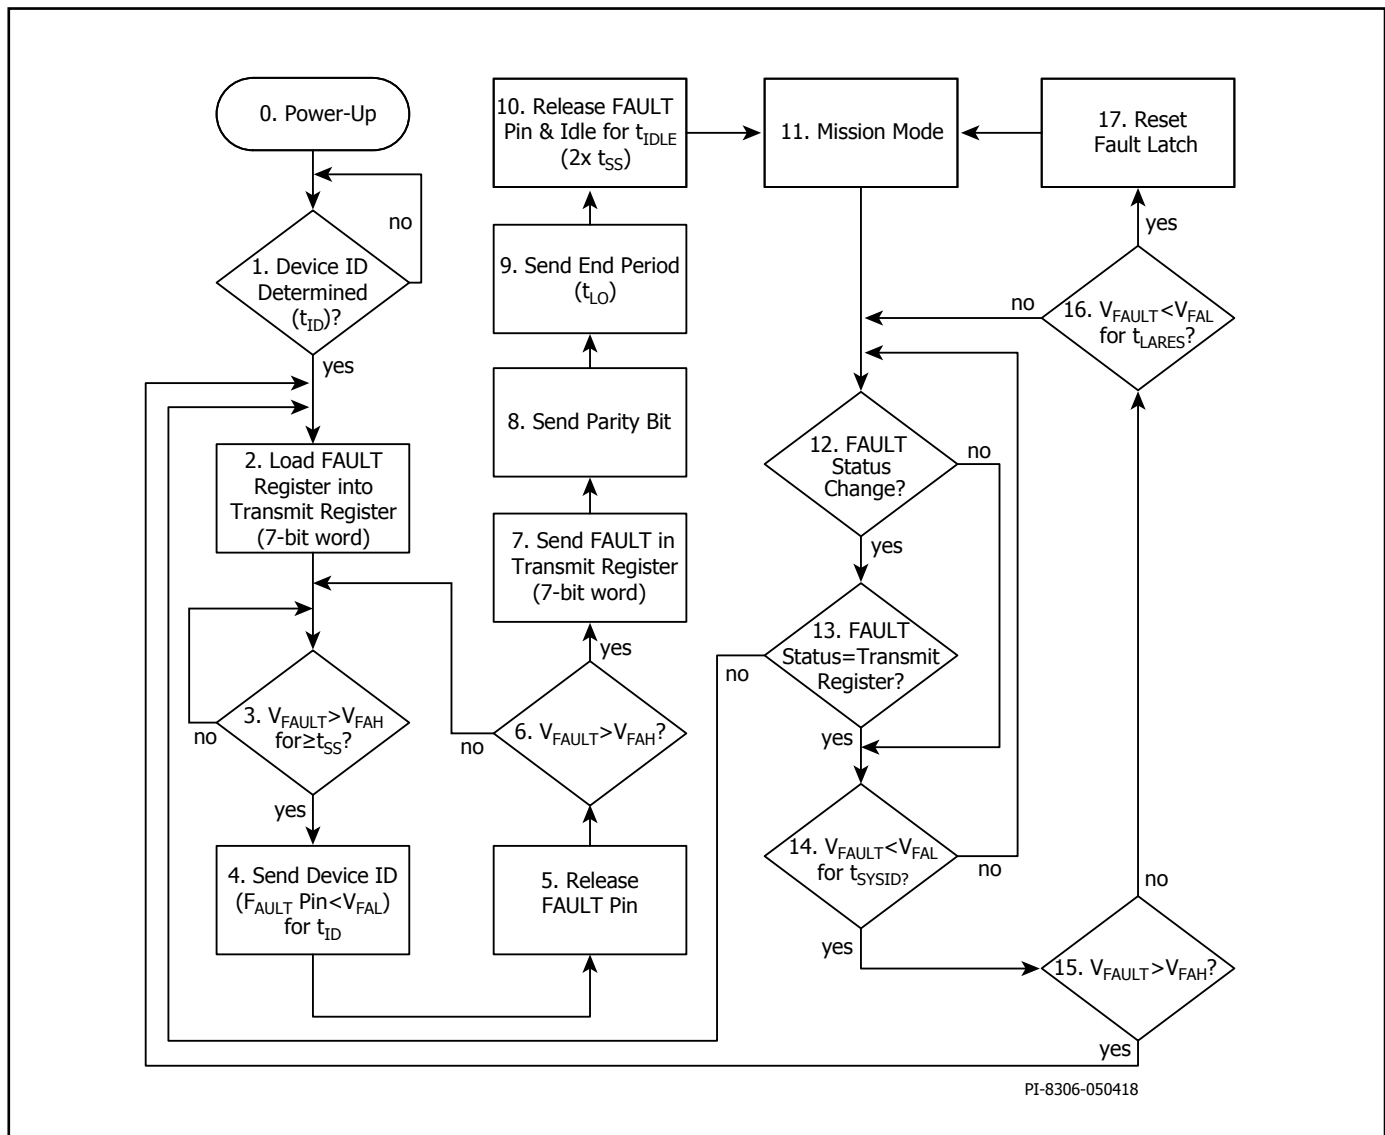 0. Power-Up
no
1. Device ID
Determined
(tID)?
yes
2. Load FAULT
Register into
Transmit Register
(7-bit word)
3. VFAULT>VFAH
for≥tSS?
no
yes
4. Send Device ID
(FAULT Pin<VFAL)
for tID
5. Release
FAULT Pin
6. VFAULT>VFAH?
no
yes
7. Send FAULT in
Transmit Register
(7-bit word)
8. Send Parity Bit
9. Send End Period
(tLO)
10. Release FAULT
Pin & Idle for tIDLE
(2x tSS)
11. Mission Mode
12. FAULT
Status
Change?
no
yes
13. FAULT
Status=Transmit
Register?
no
yes
14. VFAULT<VFAL
for tSYSID?
no
yes
15. VFAULT>VFAH?
no
yes
16. VFAULT<VFAL
for tLARES?
no
yes
17. Reset
Fault Latch
PI-8306-050418